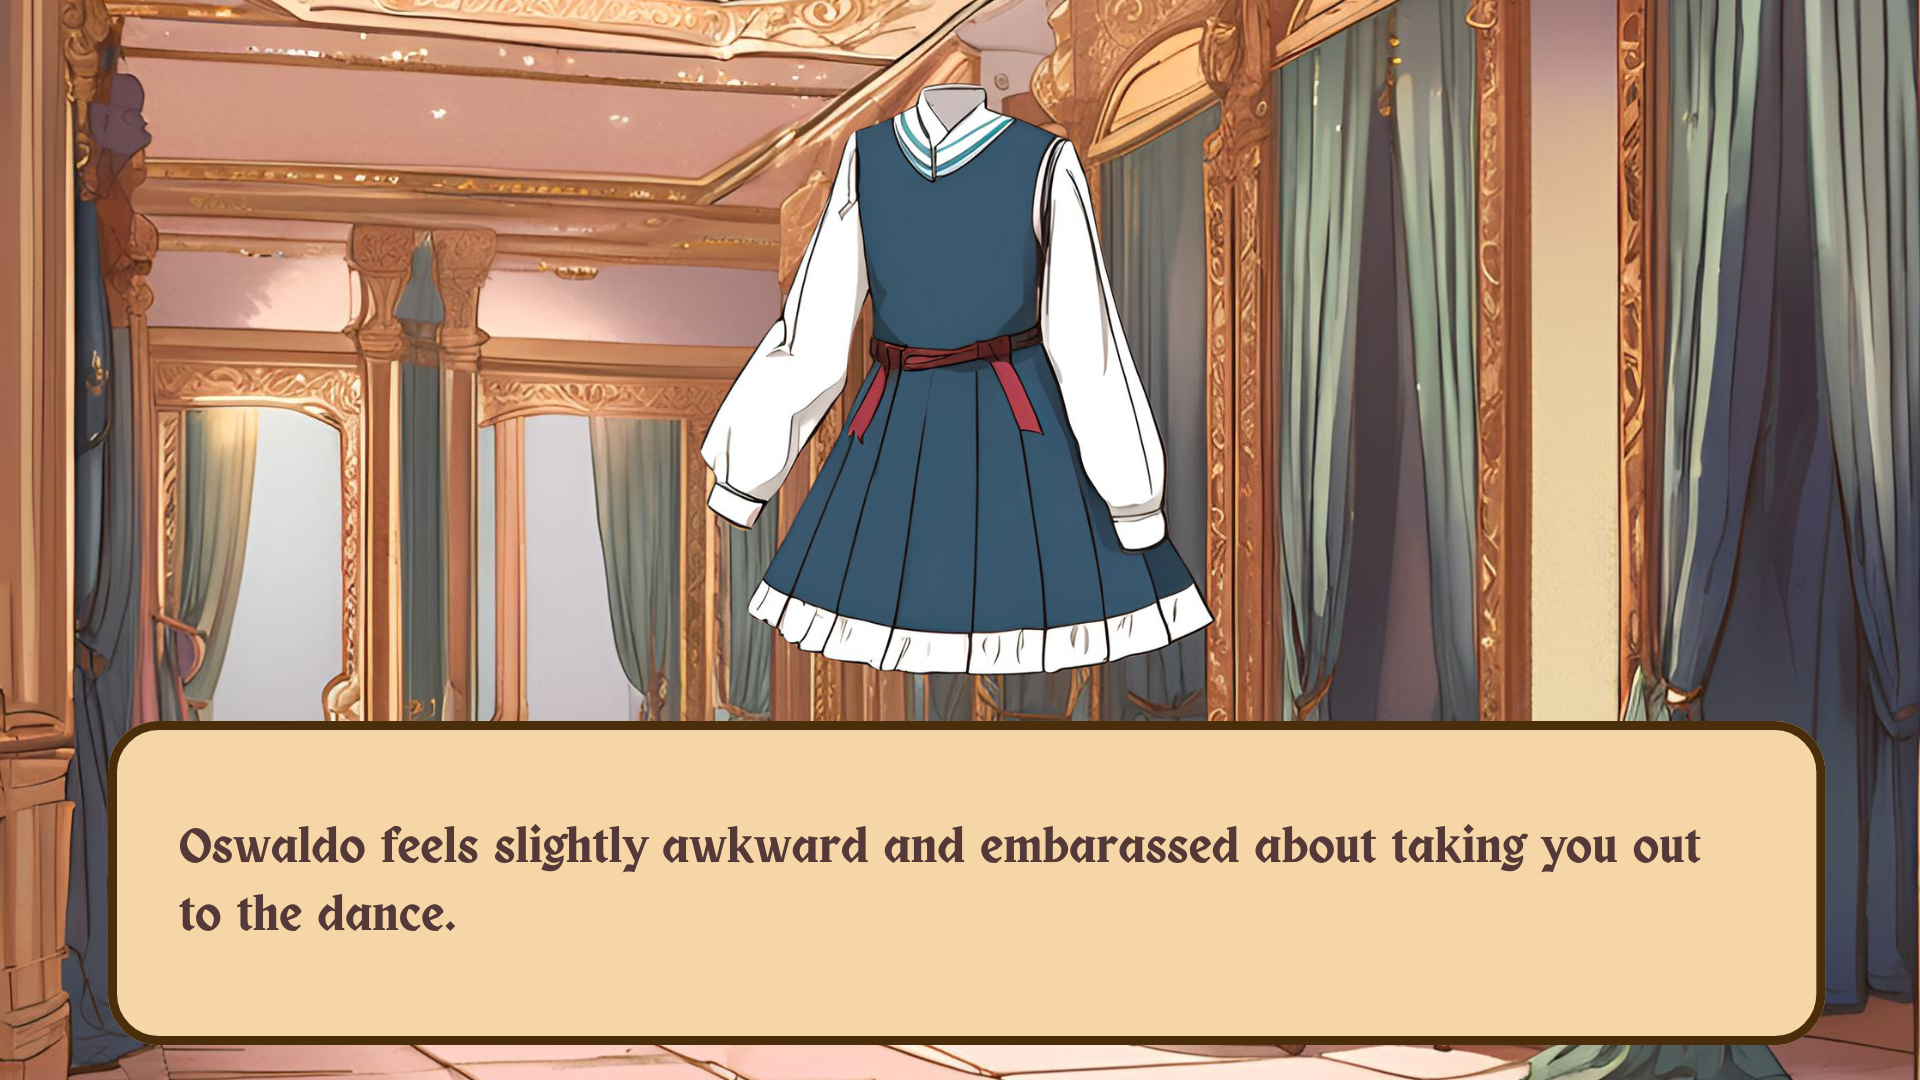 Oswaldo feels slightly awkward and embarassed about taking you out
to the dance.